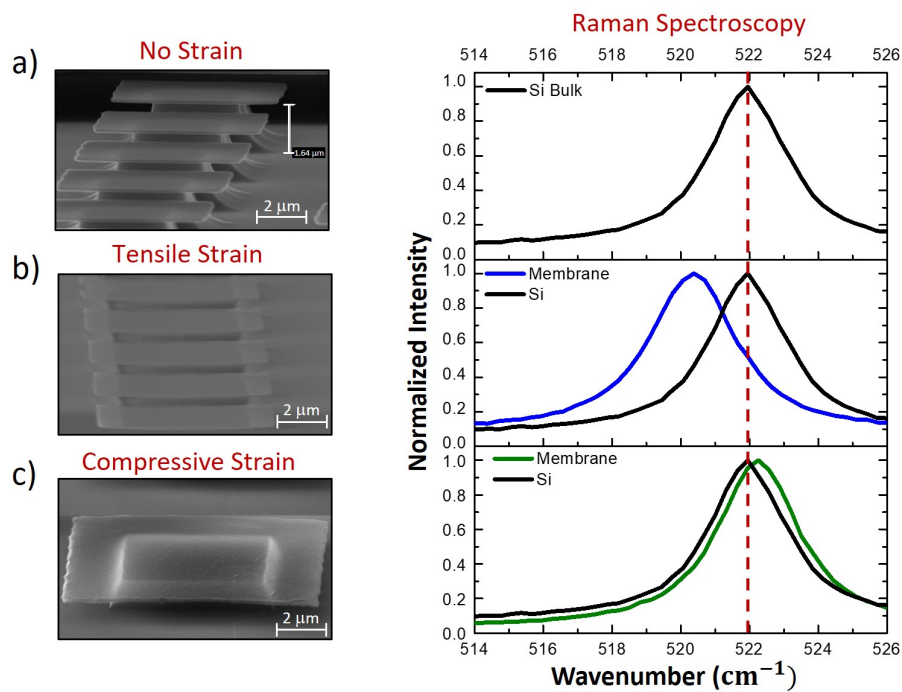 Raman Spectroscopy
No Strain
a)
1.64 μm
2 μm
514 516 518 520 522 524 526
1.0
0.8
0.6
0.4
0.2
0.0
Si Bulk
Tensile Strain
b)
2 μm
1.0
0.8
0.6
0.4
0.2
0.0
Membrane
Si
Compressive Strain
c)
2 μm
1.0
0.8
0.6
0.4
0.2
0.0
Membrane
Si
514 516 518 520 522 524 526
Normalized Intensity
Wavenumber (cm⁻¹)